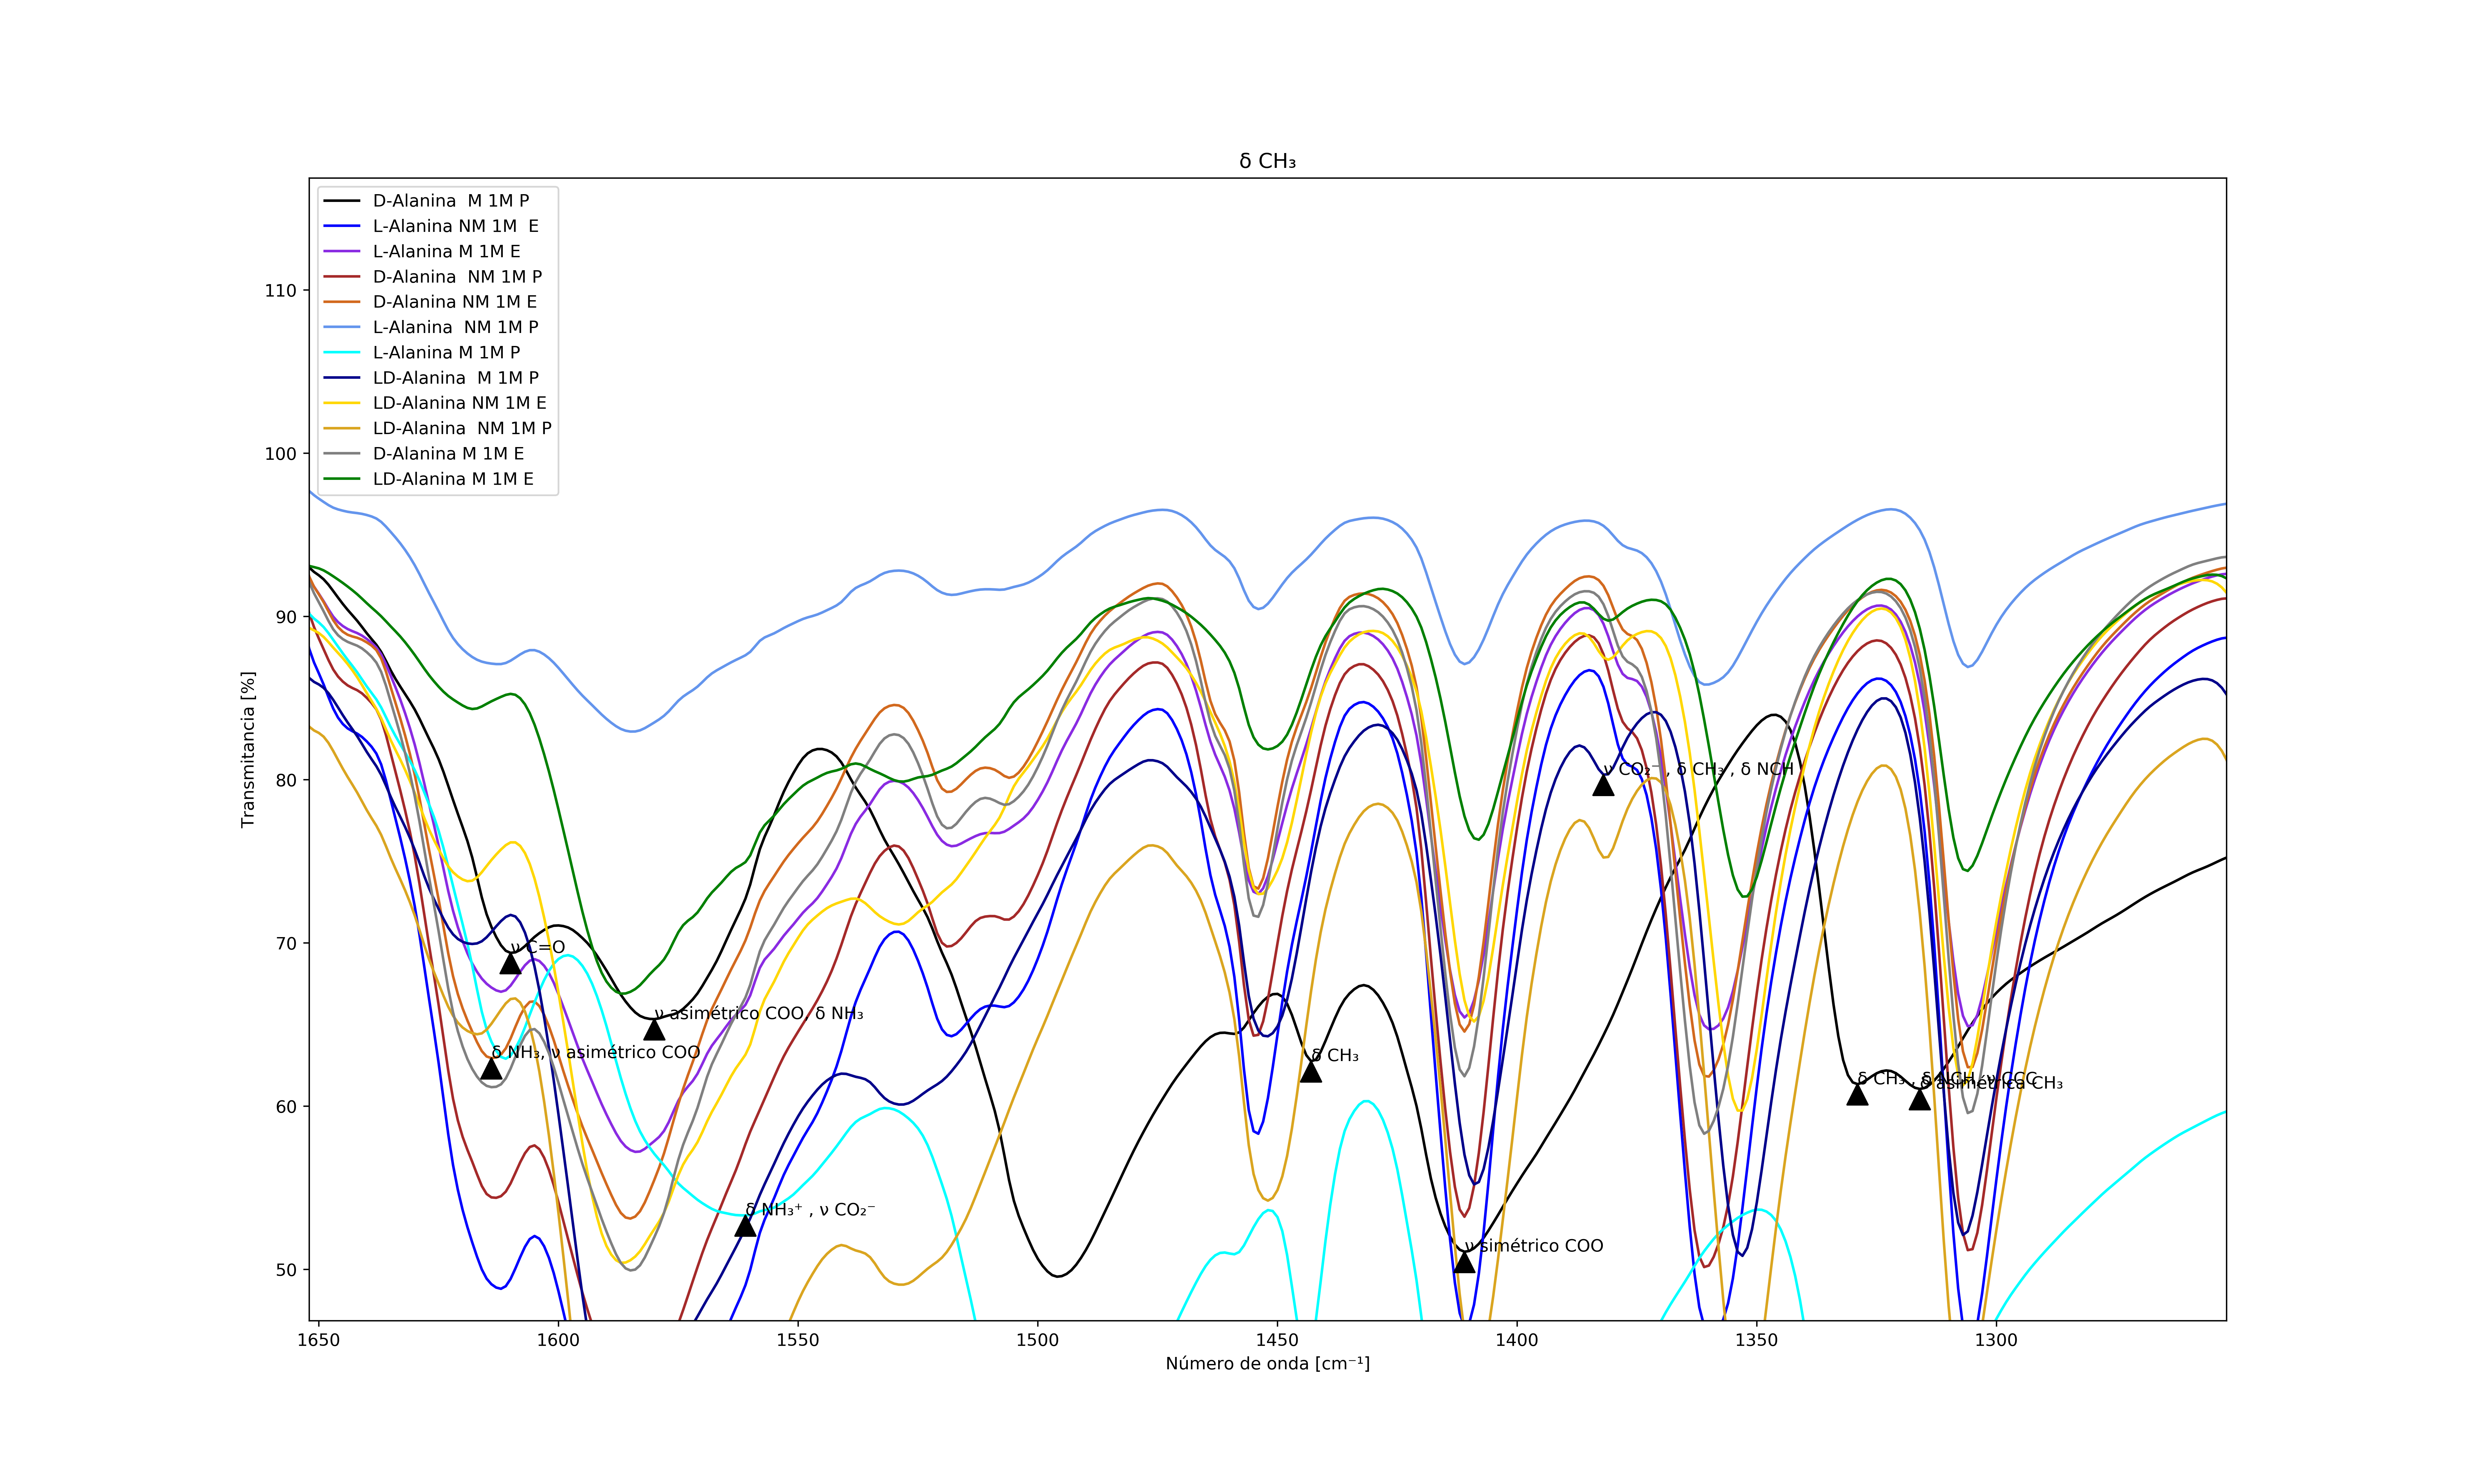 δ CH₃
D-Alanina  M 1M P
L-Alanina NM 1M  E
L-Alanina M 1M E
D-Alanina  NM 1M P
D-Alanina NM 1M E
L-Alanina  NM 1M P
L-Alanina M 1M P
LD-Alanina  M 1M P
LD-Alanina NM 1M E
LD-Alanina  NM 1M P
D-Alanina M 1M E
LD-Alanina M 1M E
110
100
90
80
70
60
50
Transmitancia [%]
ν CO₂⁻ , δ CH₃ , δ NCH
ν C=O
ν asimétrico COO, δ NH₃
δ NH₃, ν asimétrico COO
δ CH₃
δ CH₃ , δ NCH, ν CCC
δ asimétrica CH₃
δ NH₃⁺ , ν CO₂⁻
ν simétrico COO
1650 1600 1550 1500 1450 1400 1350 1300
Número de onda [cm⁻¹]